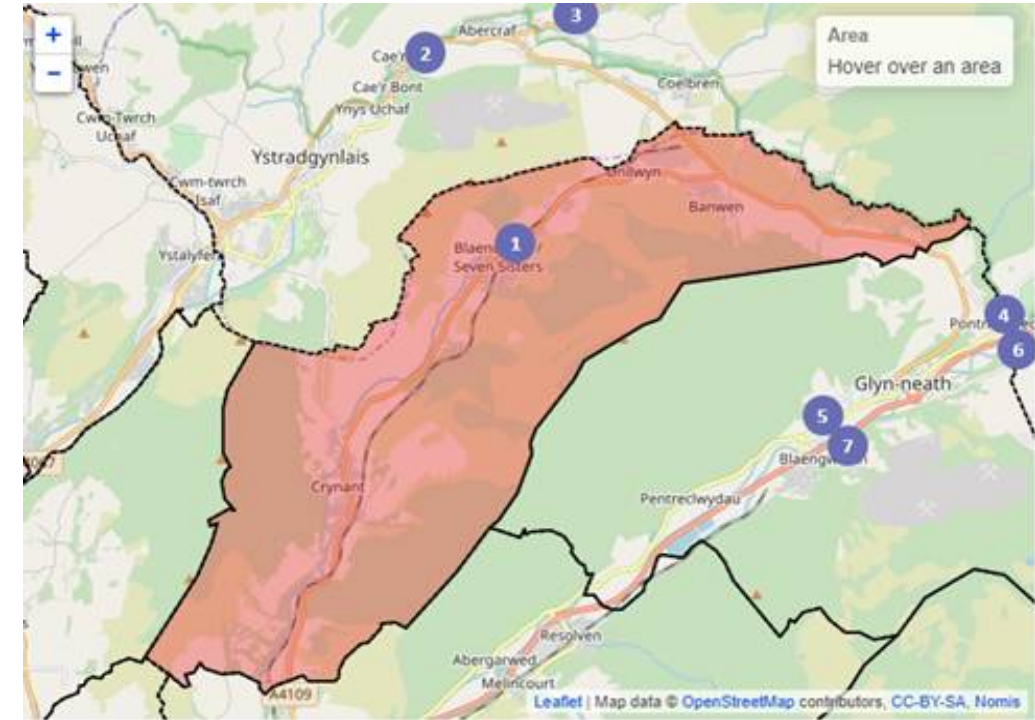 +
−
3
Area
Hover over an area
Abercraf
2
Cae'r
Cae'r Bont
Ynys Uchaf
Coelbren
Cwm-Twrch
Uchaf
Ystradgynlais
Cwm-twrch
Isaf
Banwen
1
Ystalyfera
Seven Sisters
4
6
Glyn-neath
5
7
Crynant
Pentreclwydau
Resolven
Abergarwed
Melincourt
A4109
Leaflet | Map data © OpenStreetMap contributors, CC-BY-SA, Nomis